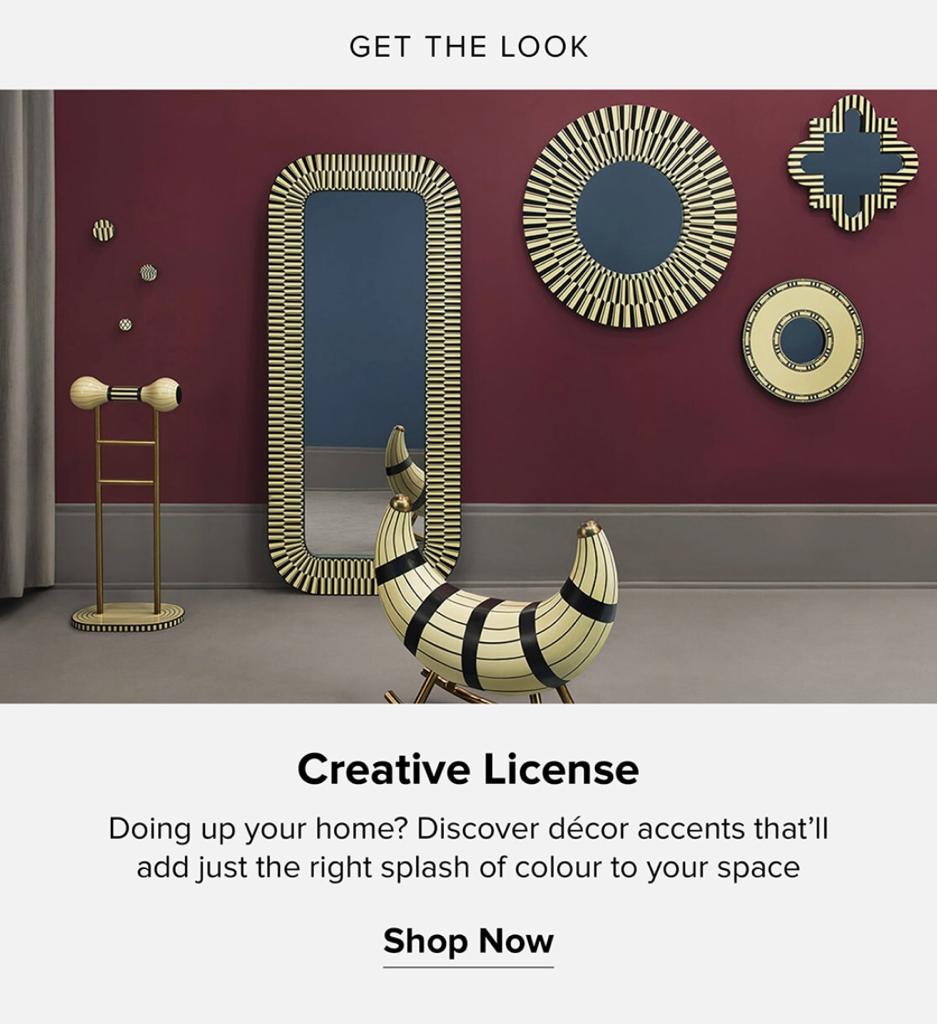 GET THE LOOK
Creative License
Doing up your home? Discover décor accents that’ll
add just the right splash of colour to your space
Shop Now